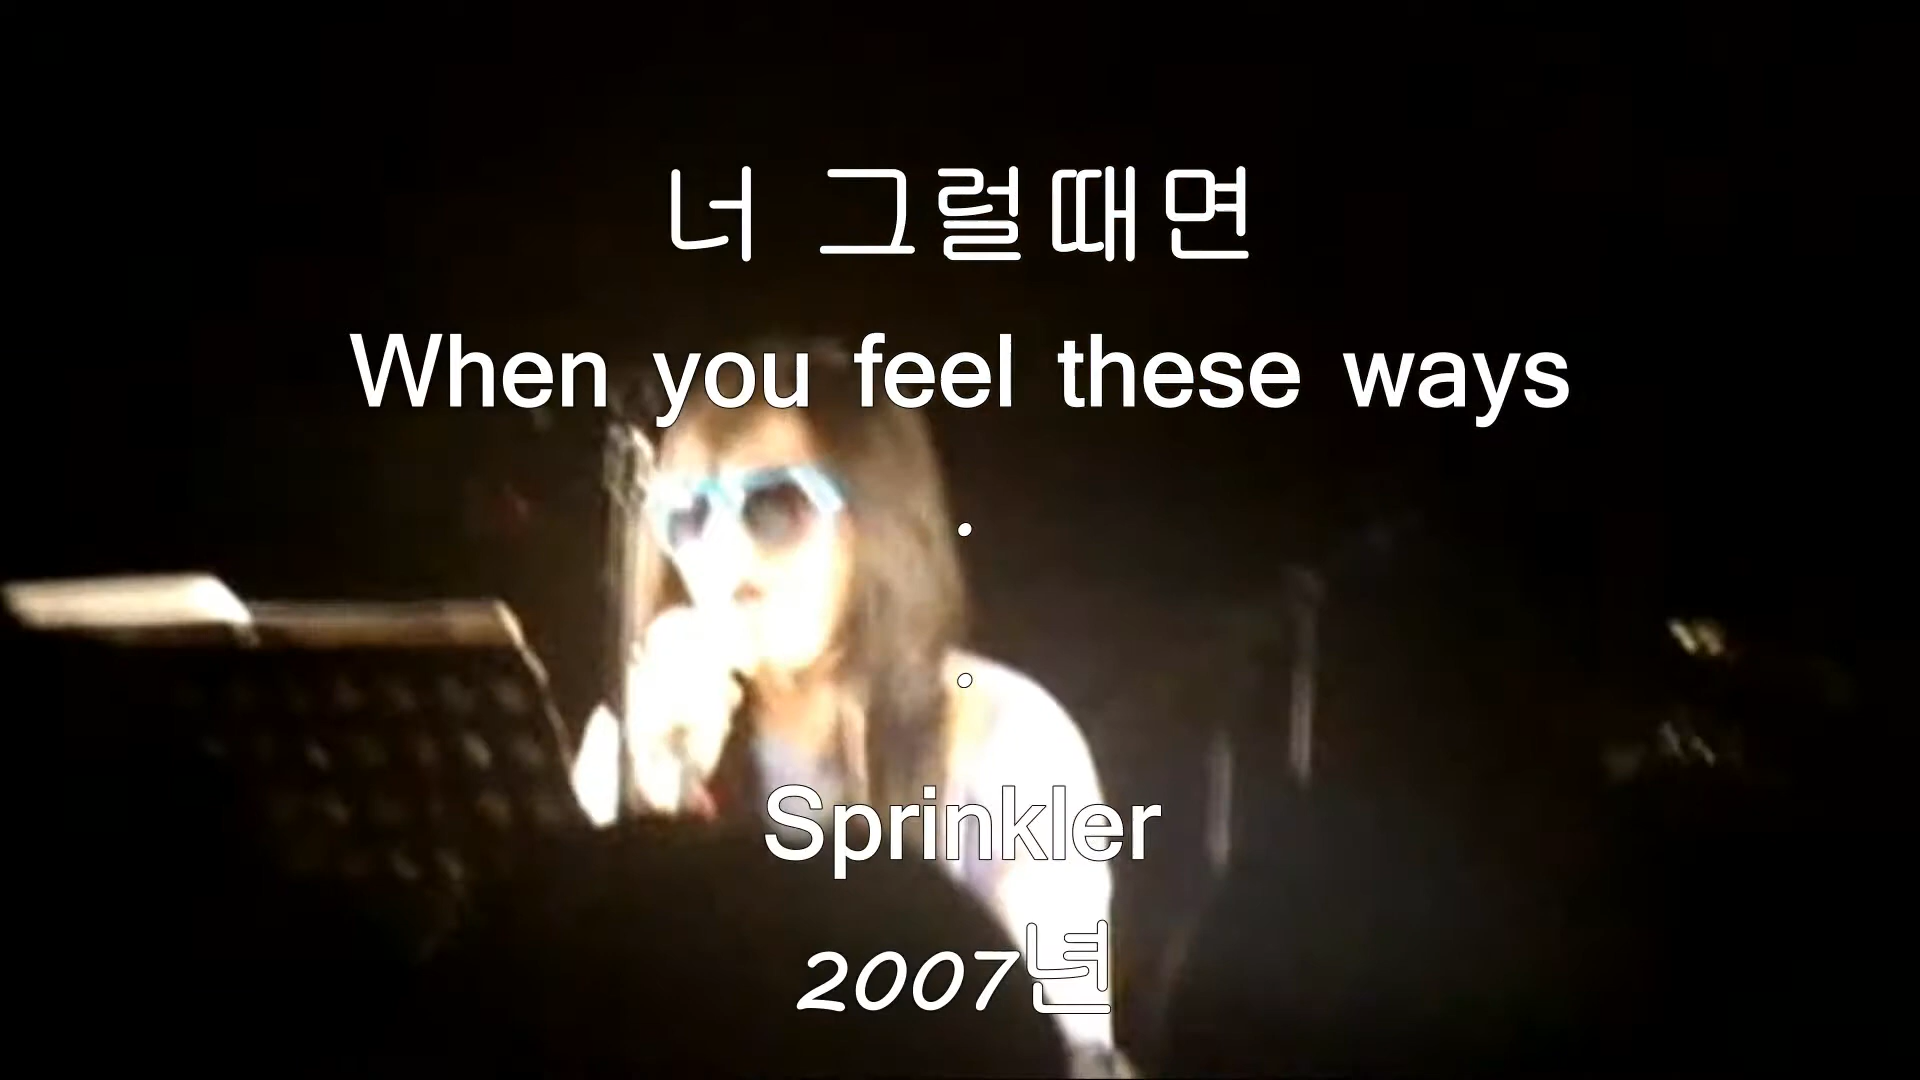 너 그럴때면
When you feel these ways
.
.
Sprinkler
2007년